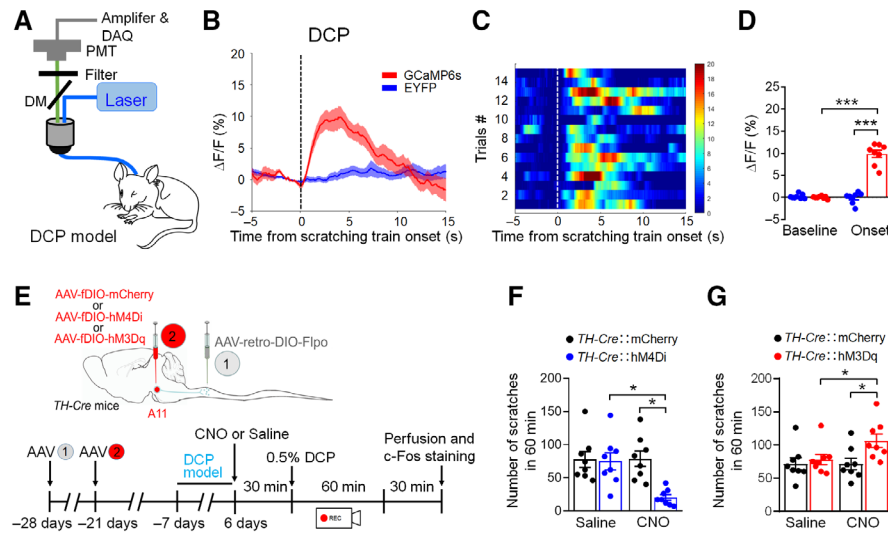 A
Amplifer &
DAQ
PMT
Filter
DM
Laser
DCP model
B
DCP
GCaMP6s
EYFP
ΔF/F (%)
20
15
10
5
0
−5
−5
0
5
10
15
Time from scratching train onset (s)
C
Trials #
14
12
10
8
6
4
2
−5
0
5
10
15
Time from scratching train onset (s)
20
18
16
14
12
10
8
6
4
2
0
D
ΔF/F (%)
25
20
15
10
5
0
−5
***
***
Baseline
Onset
E
AAV-fDIO-mCherry
or
AAV-fDIO-hM4Di
or
AAV-fDIO-hM3Dq
2
AAV-retro-DIO-Flpo
1
TH-Cre mice
A11
AAV 1
AAV 2
DCP model
CNO or Saline
0.5% DCP
Perfusion and
c-Fos staining
30 min
60 min
30 min
−28 days
−21 days
−7 days
6 days
REC
F
TH-Cre::mCherry
TH-Cre::hM4Di
Number of scratches
in 60 min
200
150
100
50
0
*
*
Saline
CNO
G
TH-Cre::mCherry
TH-Cre::hM3Dq
Number of scratches
in 60 min
200
150
100
50
0
*
*
Saline
CNO